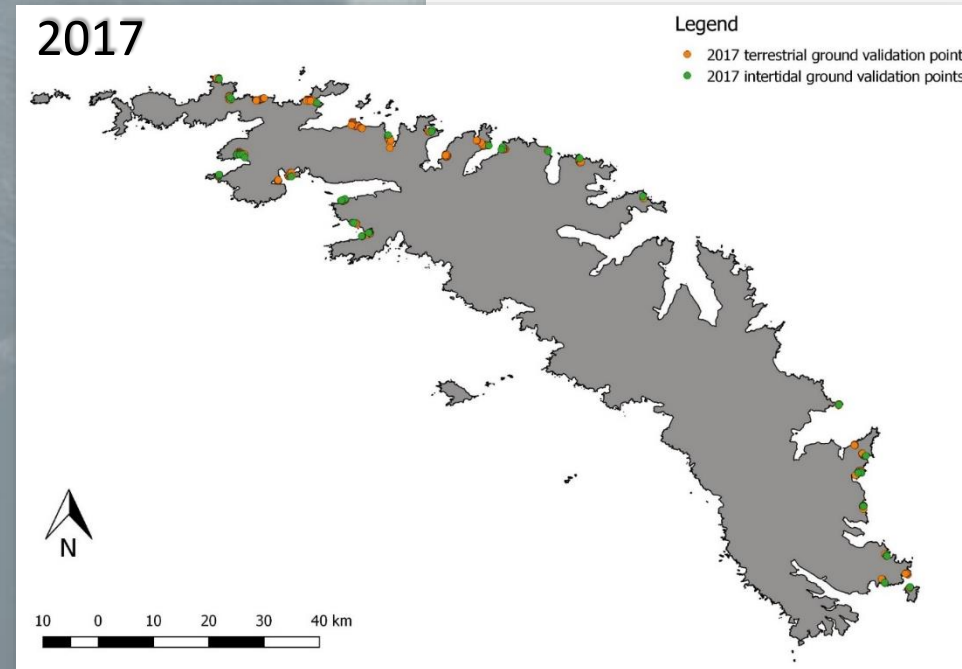 2017
Legend
2017 terrestrial ground validation point
2017 intertidal ground validation points
N
10 0 10 20 30 40 km